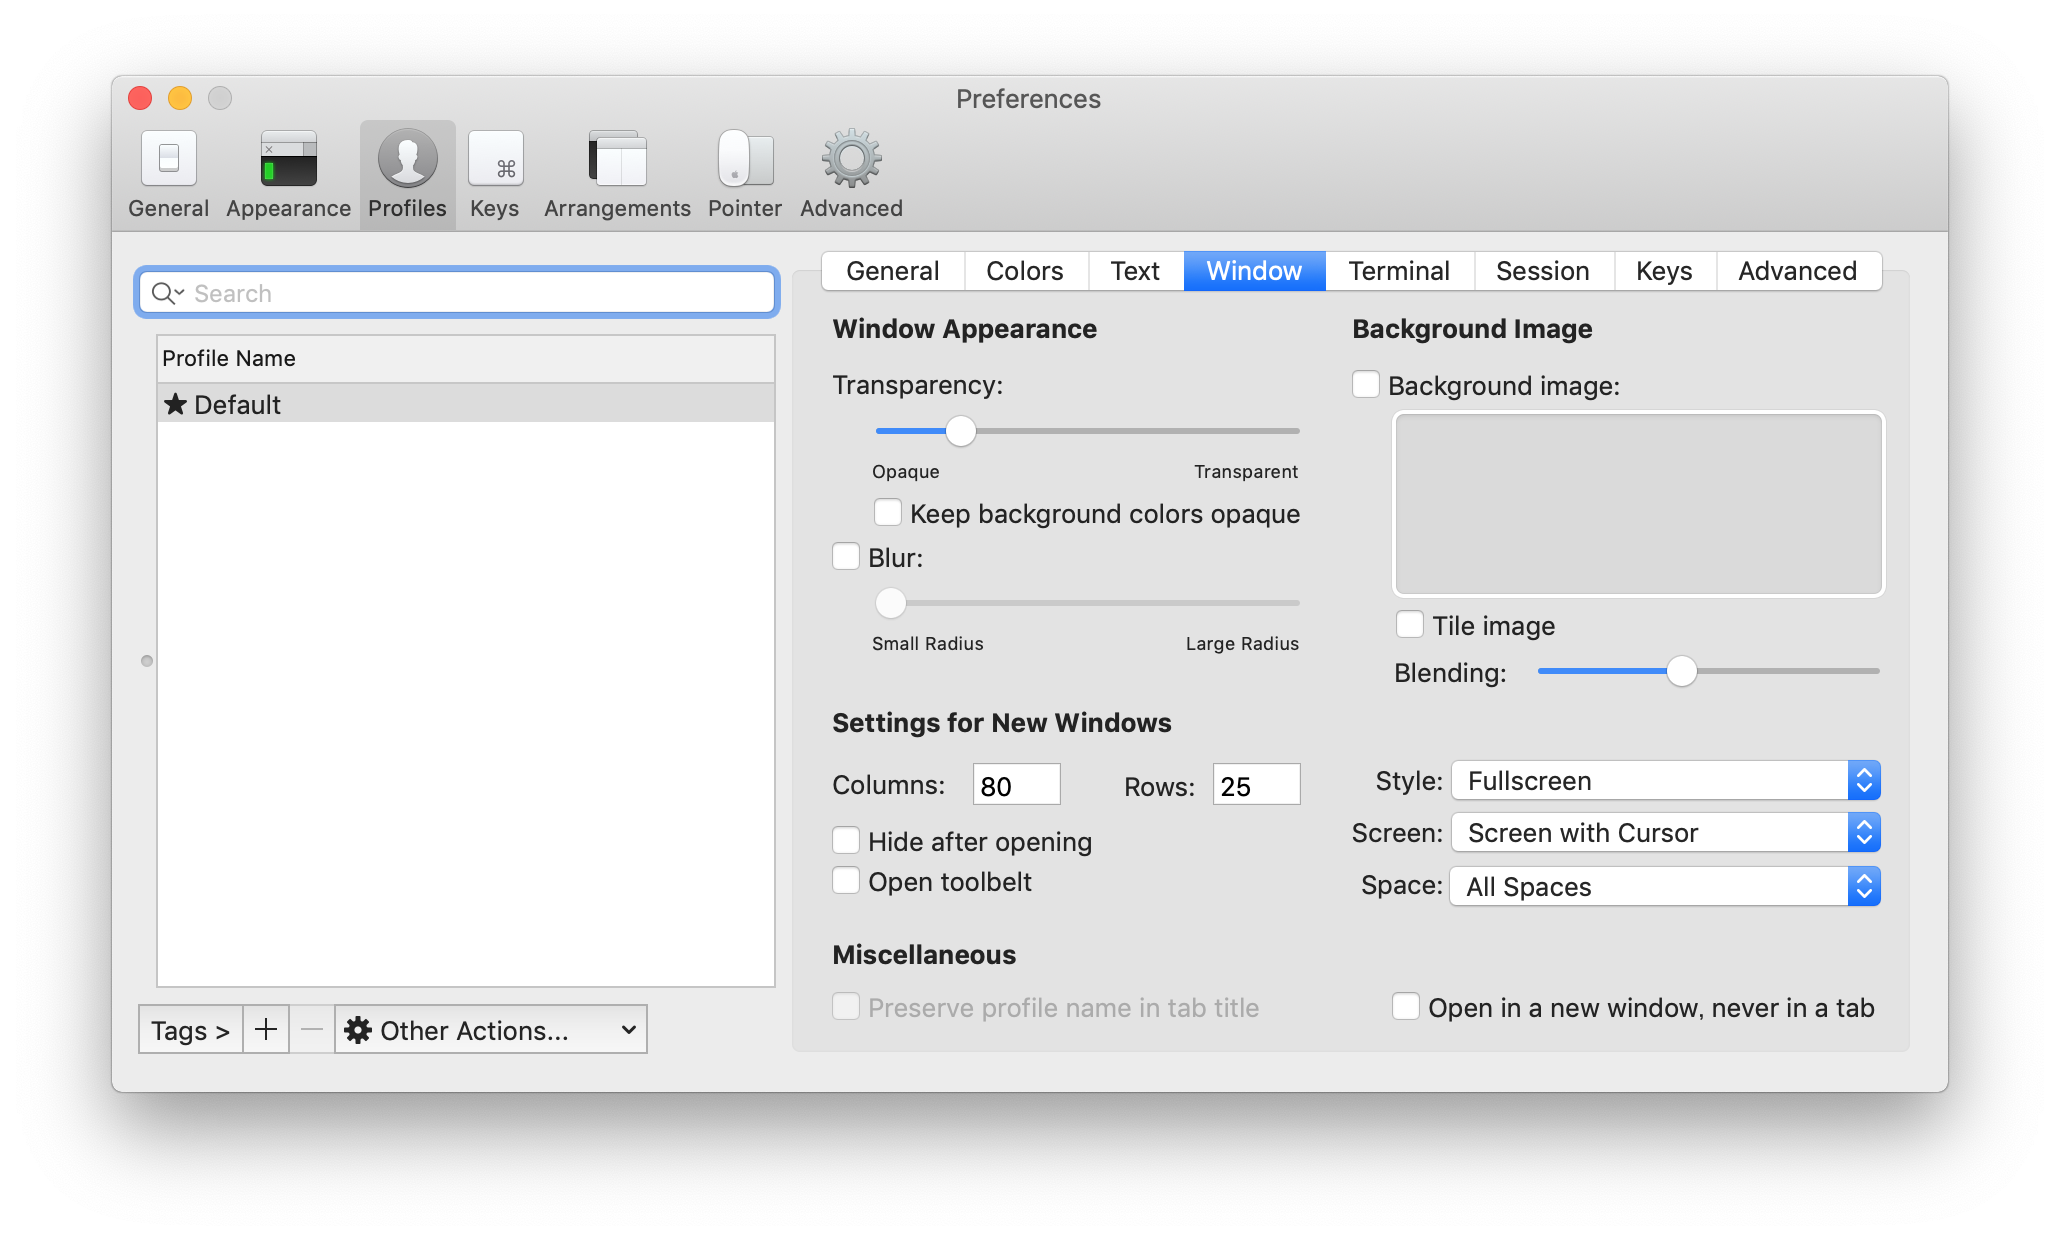 Preferences
General
Appearance
Profiles
Keys
Arrangements
Pointer
Advanced
Search
Profile Name
★ Default
Tags >
+
—
Other Actions...
General
Colors
Text
Window
Terminal
Session
Keys
Advanced
Window Appearance
Transparency:
Opaque
Transparent
Keep background colors opaque
Blur:
Small Radius
Large Radius
Background Image
Background image:
Tile image
Blending:
Settings for New Windows
Columns: 80
Rows: 25
Hide after opening
Open toolbelt
Style: Fullscreen
Screen: Screen with Cursor
Space: All Spaces
Miscellaneous
Preserve profile name in tab title
Open in a new window, never in a tab